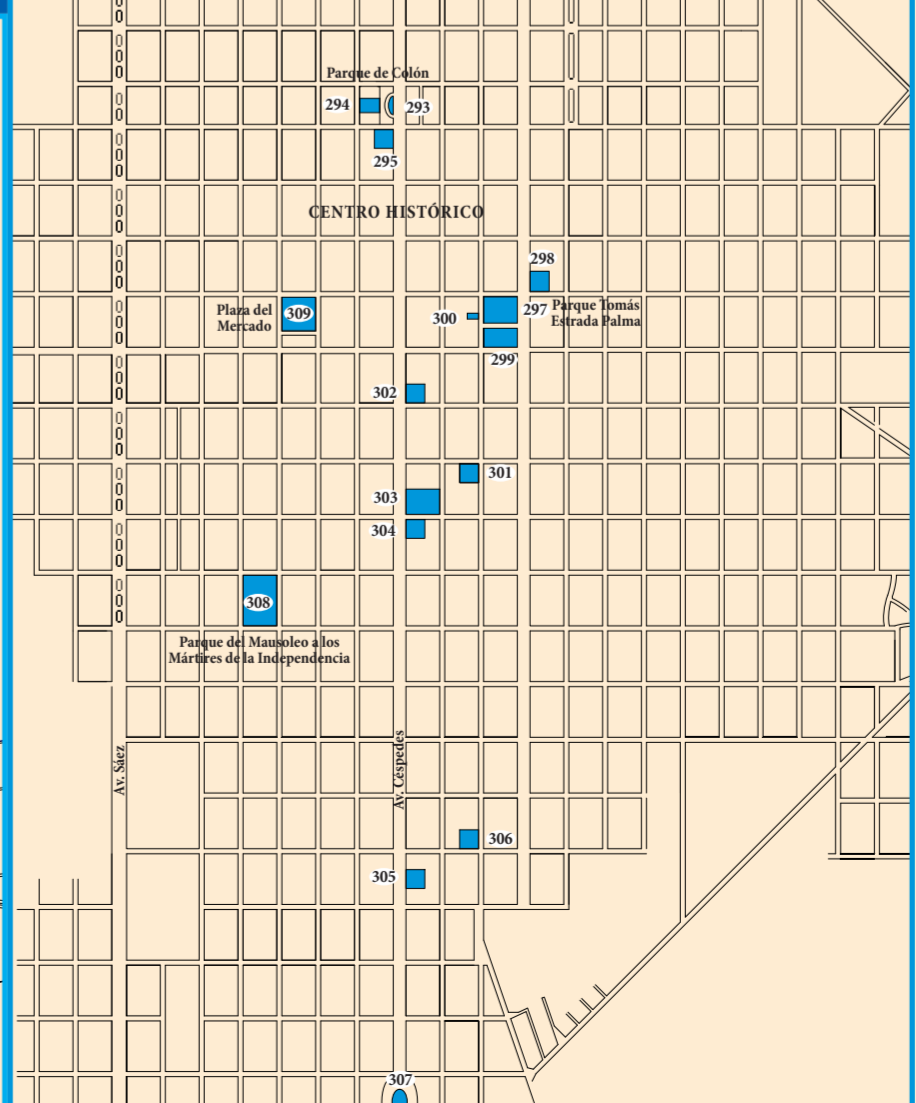 Parque de Colón
294
293
295
CENTRO HISTÓRICO
298
Plaza del
Mercado
309
300
297
Parque Tomás
Estrada Palma
299
302
301
303
304
308
Parque del Mausoleo a los
Mártires de la Independencia
Av. Sáez
Av. Céspedes
306
305
307